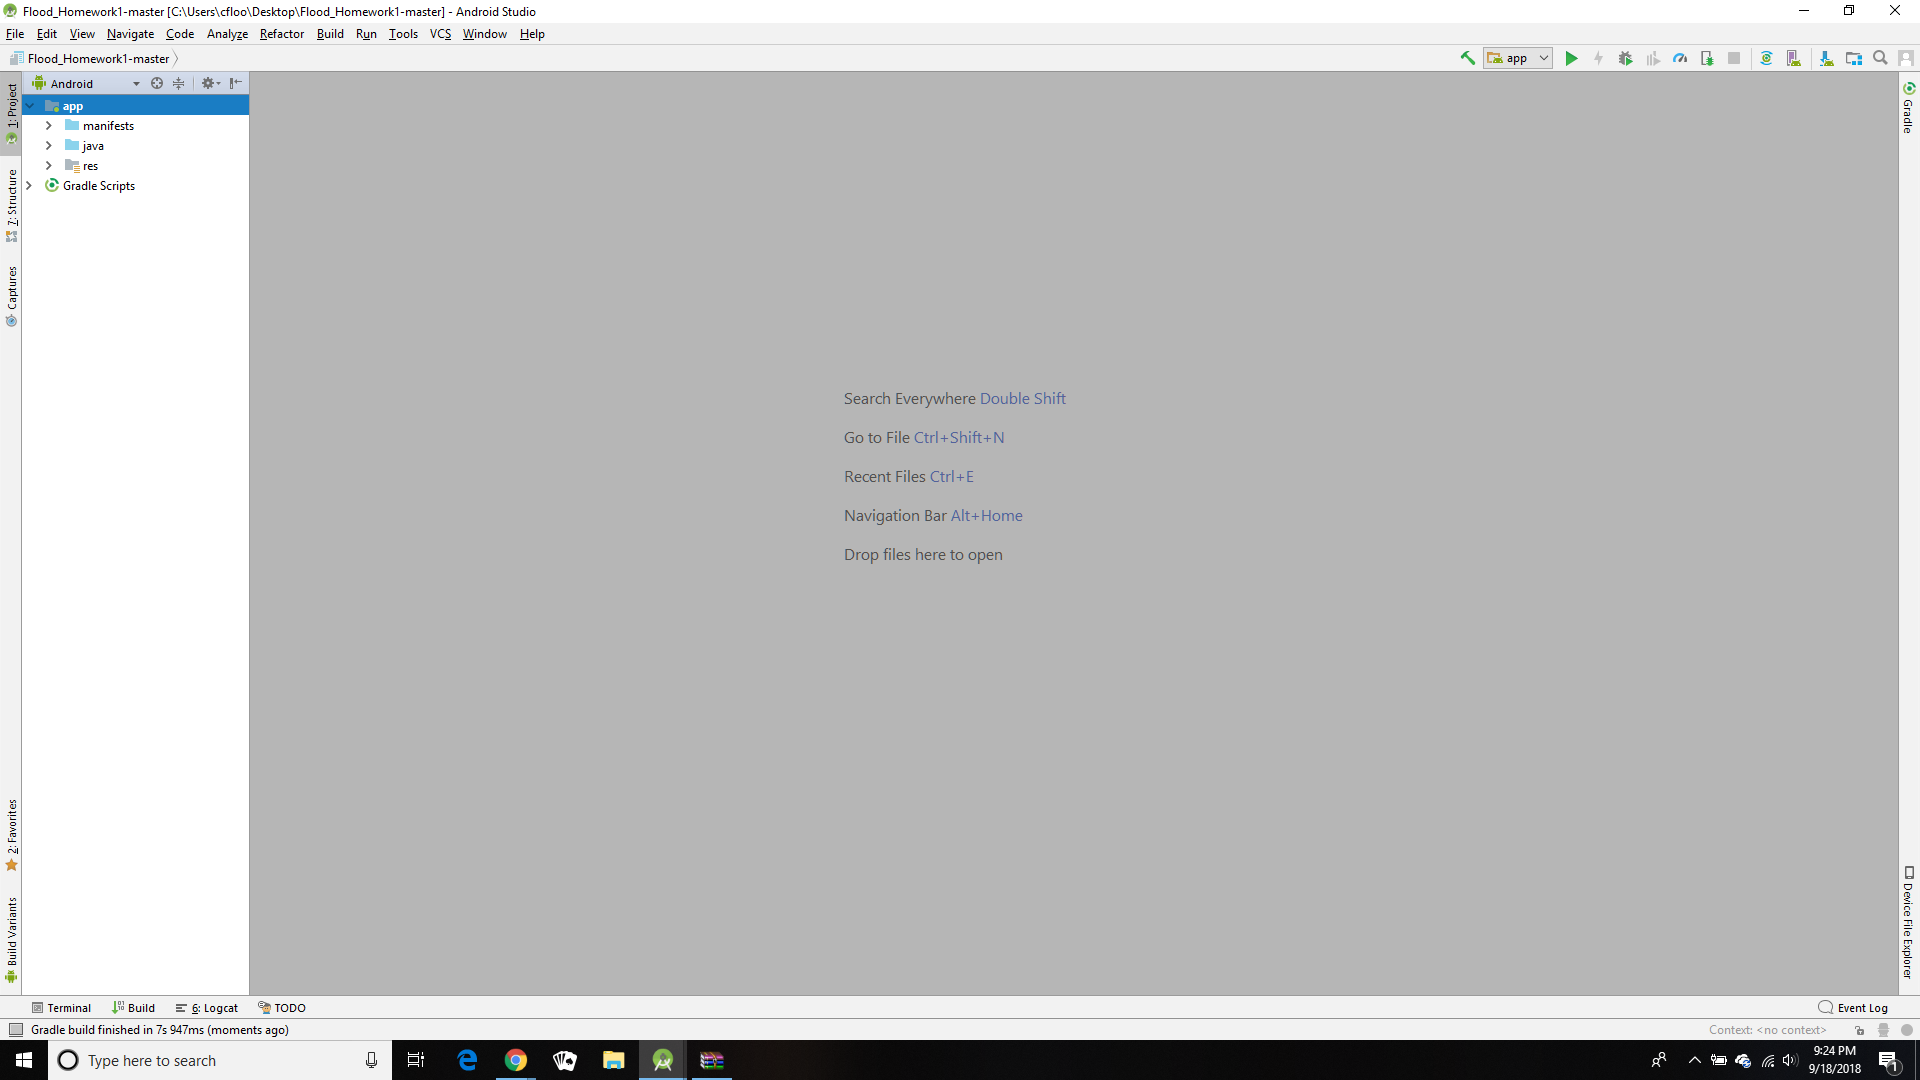 Flood_Homework1-master [C:\Users\cfloo\Desktop\Flood_Homework1-master] - Android Studio
File Edit View Navigate Code Analyze Refactor Build Run Tools VCS Window Help
Flood_Homework1-master
app
Android
1: Project
7: Structure
Captures
2: Favorites
Build Variants
app
manifests
java
res
Gradle Scripts
Search Everywhere Double Shift
Go to File Ctrl+Shift+N
Recent Files Ctrl+E
Navigation Bar Alt+Home
Drop files here to open
Gradle
Device File Explorer
Terminal Build 6: Logcat TODO
Event Log
Gradle build finished in 7s 947ms (moments ago)
Context: <no context>
Type here to search
9:24 PM
9/18/2018
1